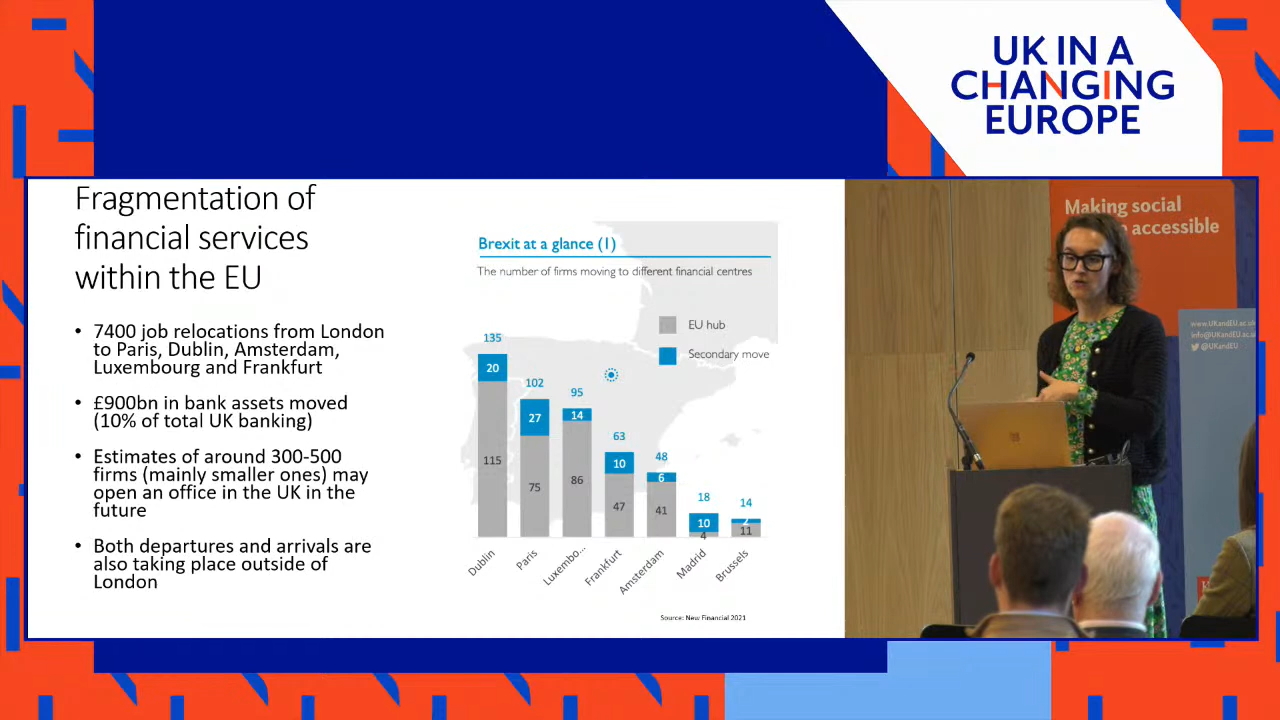 UK IN A
CHANGING
EUROPE
Fragmentation of
financial services
within the EU
• 7400 job relocations from London
to Paris, Dublin, Amsterdam,
Luxembourg and Frankfurt
• £900bn in bank assets moved
(10% of total UK banking)
• Estimates of around 300-500
firms (mainly smaller ones) may
open an office in the UK in the
future
• Both departures and arrivals are
also taking place outside of
London
Brexit at a glance (1)
The number of firms moving to different financial centres
EU hub
Secondary move
135
20
115
102
27
75
95
14
86
63
10
47
48
6
41
18
10
4
14
2
11
Dublin
Paris
Luxembo...
Frankfurt
Amsterdam
Madrid
Brussels
Source: New Financial 2021
Making social
accessible
www.UKandEU.ac.uk
info@UKandEU.ac.uk
@UKandEU